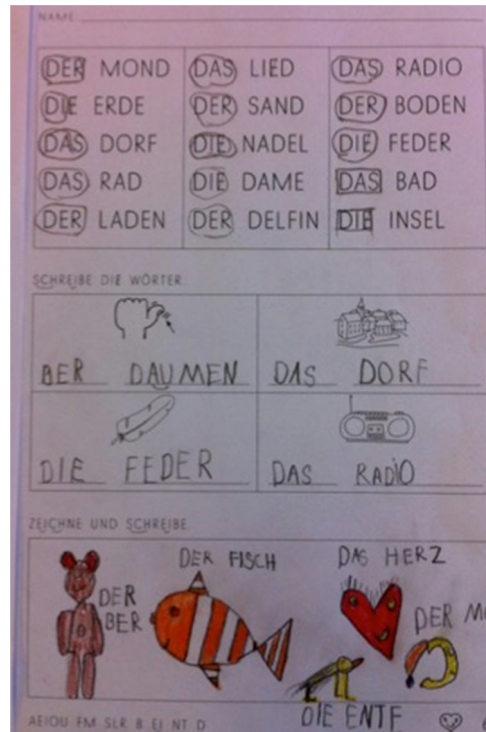 NAME
DER MOND DAS LIED DAS RADIO
DIE ERDE DER SAND DER BODEN
DAS DORF DIE NADEL DIE FEDER
DAS RAD DIE DAME DAS BAD
DER LADEN DER DELFIN DIE INSEL
SCHREIBE DIE WÖRTER
BER DAUMEN DAS DORF
DIE FEDER DAS RADIO
ZEICHNE UND SCHREIBE
DER FISCH DAS HERZ
DER
BER
DER M
DIE ENTE
AEIOU FM SLR B EI NT D